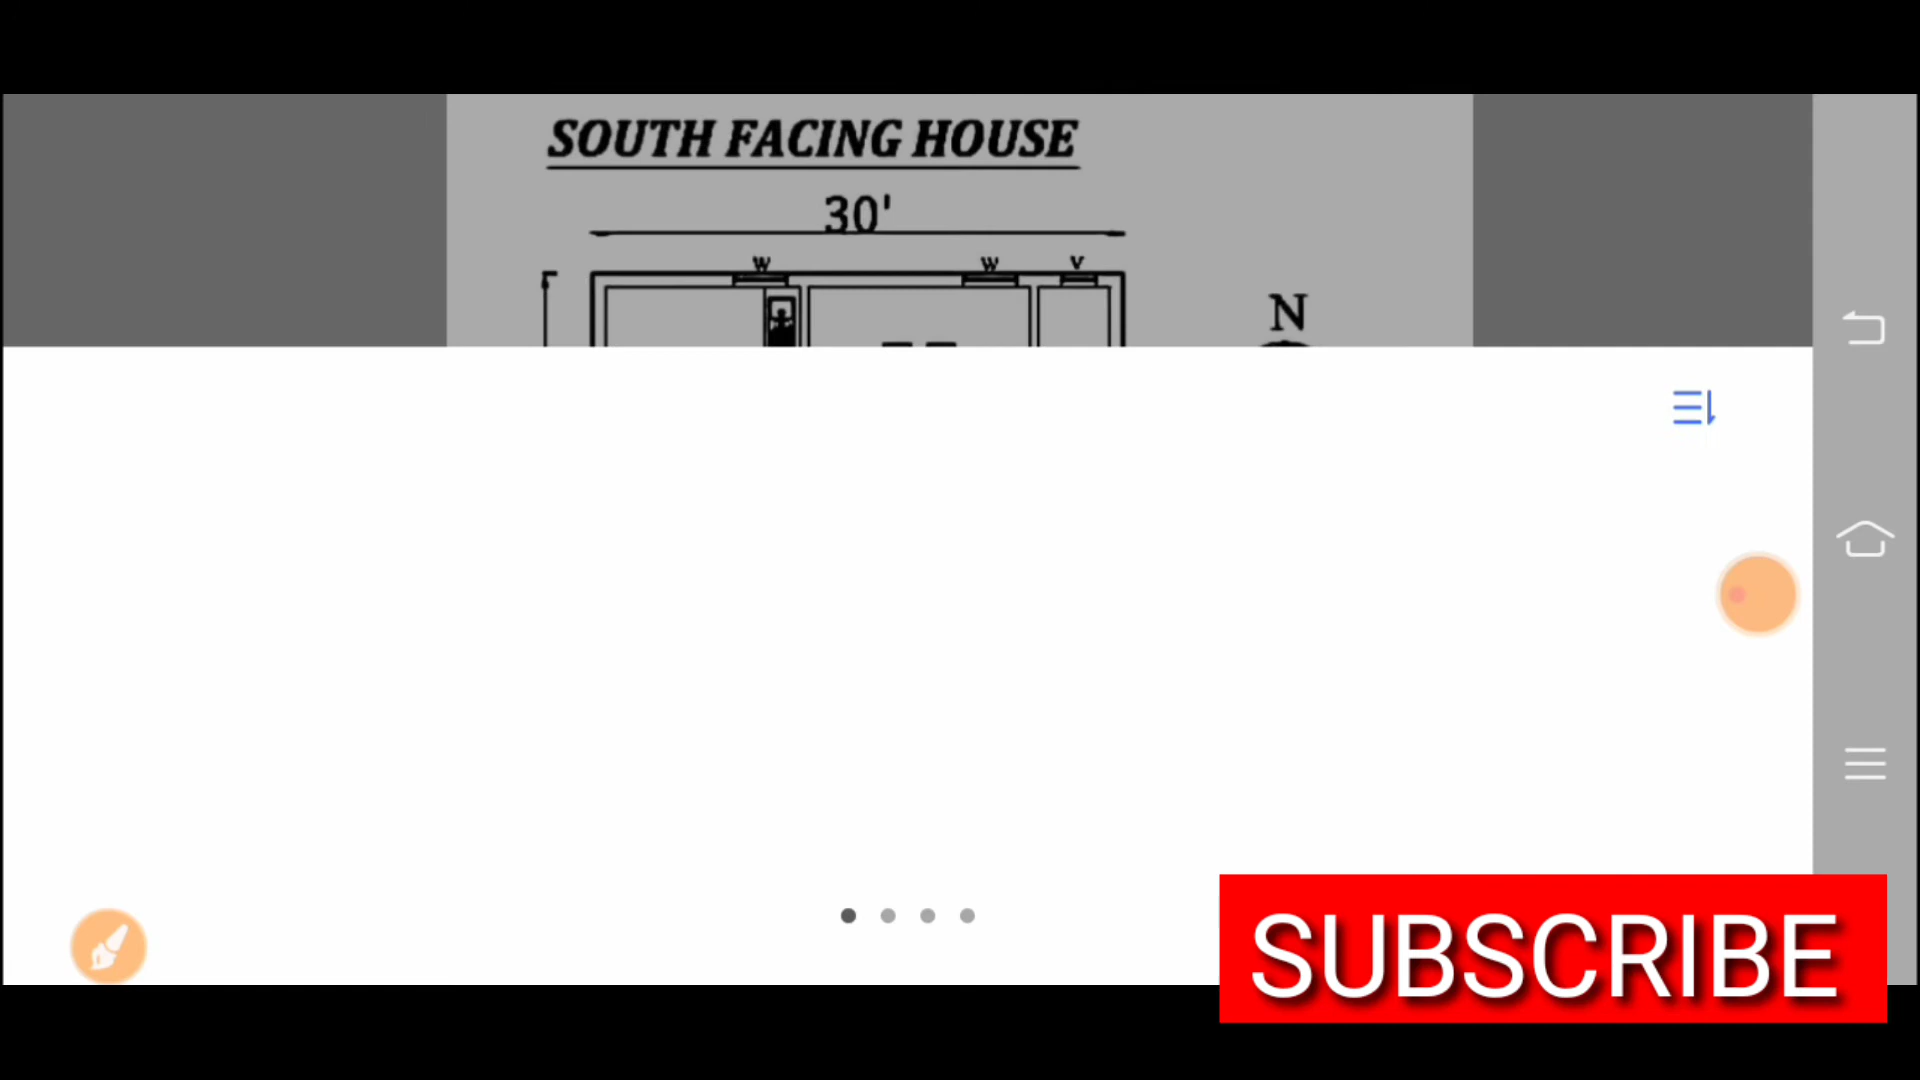 SOUTH FACING HOUSE
30'
W W V
N
SUBSCRIBE